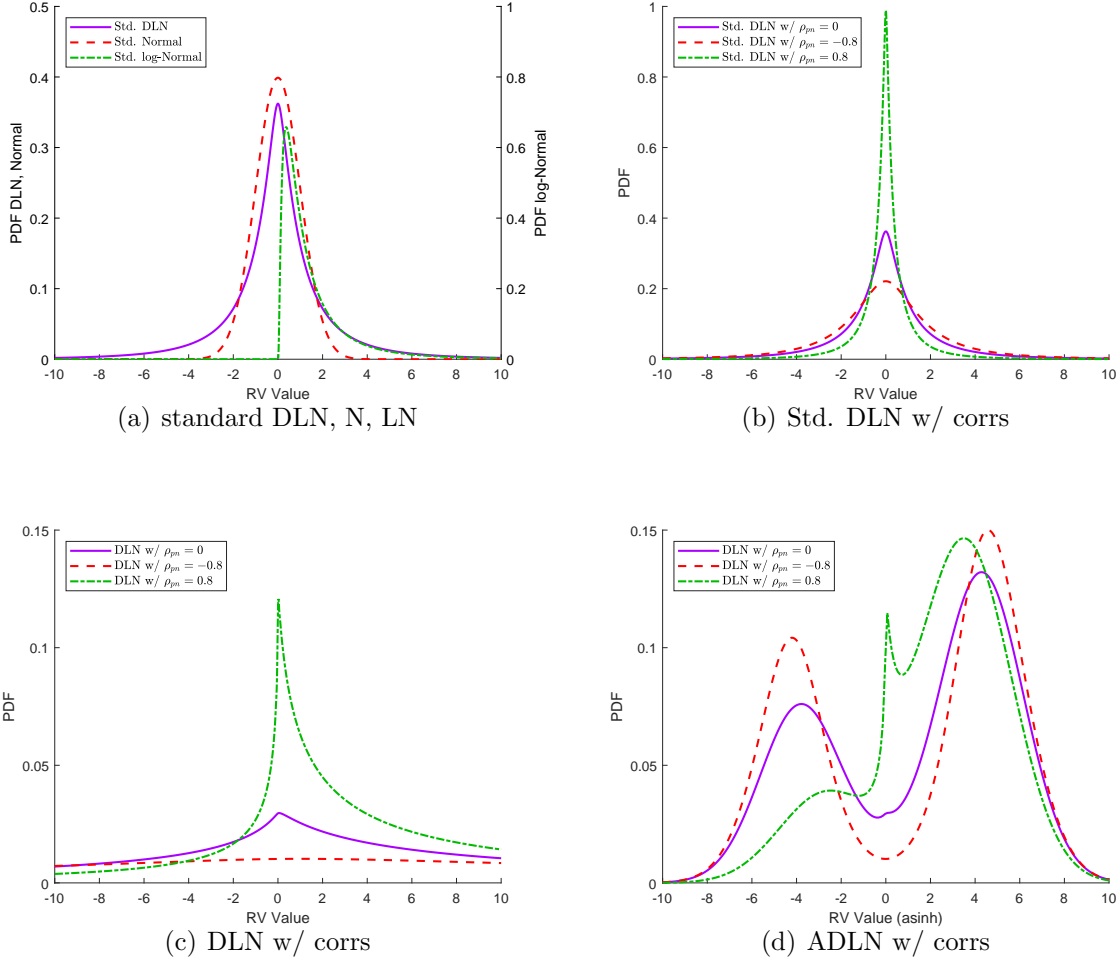 0.5
0.4
0.3
0.2
0.1
0
PDF DLN, Normal
1
0.8
0.6
0.4
0.2
0
PDF log-Normal
Std. DLN
Std. Normal
Std. log-Normal
-10 -8 -6 -4 -2 0 2 4 6 8 10
RV Value
(a) standard DLN, N, LN
1
0.8
0.6
0.4
0.2
0
PDF
Std. DLN w/ ρpn = 0
Std. DLN w/ ρpn = −0.8
Std. DLN w/ ρpn = 0.8
-10 -8 -6 -4 -2 0 2 4 6 8 10
RV Value
(b) Std. DLN w/ corrs
0.15
0.1
0.05
0
PDF
DLN w/ ρpn = 0
DLN w/ ρpn = −0.8
DLN w/ ρpn = 0.8
-10 -8 -6 -4 -2 0 2 4 6 8 10
RV Value
(c) DLN w/ corrs
0.15
0.1
0.05
0
PDF
DLN w/ ρpn = 0
DLN w/ ρpn = −0.8
DLN w/ ρpn = 0.8
-10 -8 -6 -4 -2 0 2 4 6 8 10
RV Value (asinh)
(d) ADLN w/ corrs